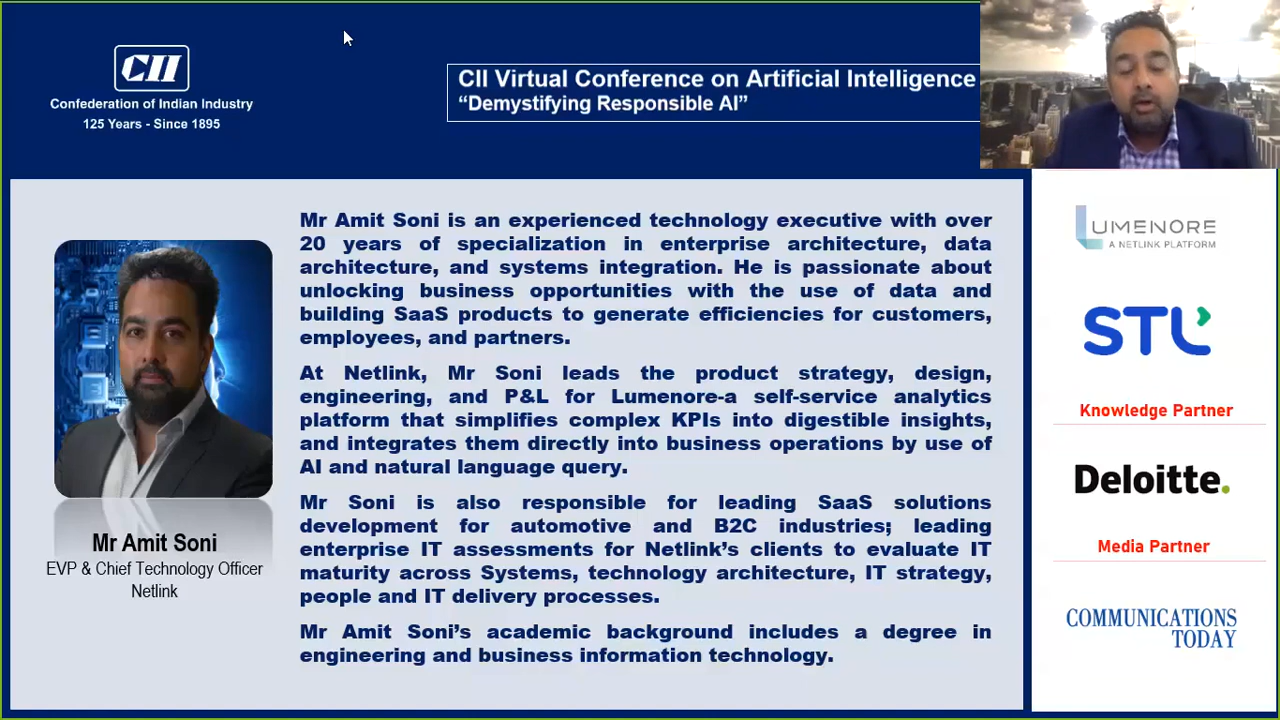 CII
Confederation of Indian Industry
125 Years - Since 1895
CII Virtual Conference on Artificial Intelligence
“Demystifying Responsible AI”
Mr Amit Soni is an experienced technology executive with over
20 years of specialization in enterprise architecture, data
architecture, and systems integration. He is passionate about
unlocking business opportunities with the use of data and
building SaaS products to generate efficiencies for customers,
employees, and partners.
At Netlink, Mr Soni leads the product strategy, design,
engineering, and P&L for Lumenore-a self-service analytics
platform that simplifies complex KPIs into digestible insights,
and integrates them directly into business operations by use of
AI and natural language query.
Mr Soni is also responsible for leading SaaS solutions
development for automotive and B2C industries; leading
enterprise IT assessments for Netlink’s clients to evaluate IT
maturity across Systems, technology architecture, IT strategy,
people and IT delivery processes.
Mr Amit Soni’s academic background includes a degree in
engineering and business information technology.
Mr Amit Soni
EVP & Chief Technology Officer
Netlink
LUMENORE
A NETLINK PLATFORM
STL
Knowledge Partner
Deloitte.
Media Partner
COMMUNICATIONS
TODAY